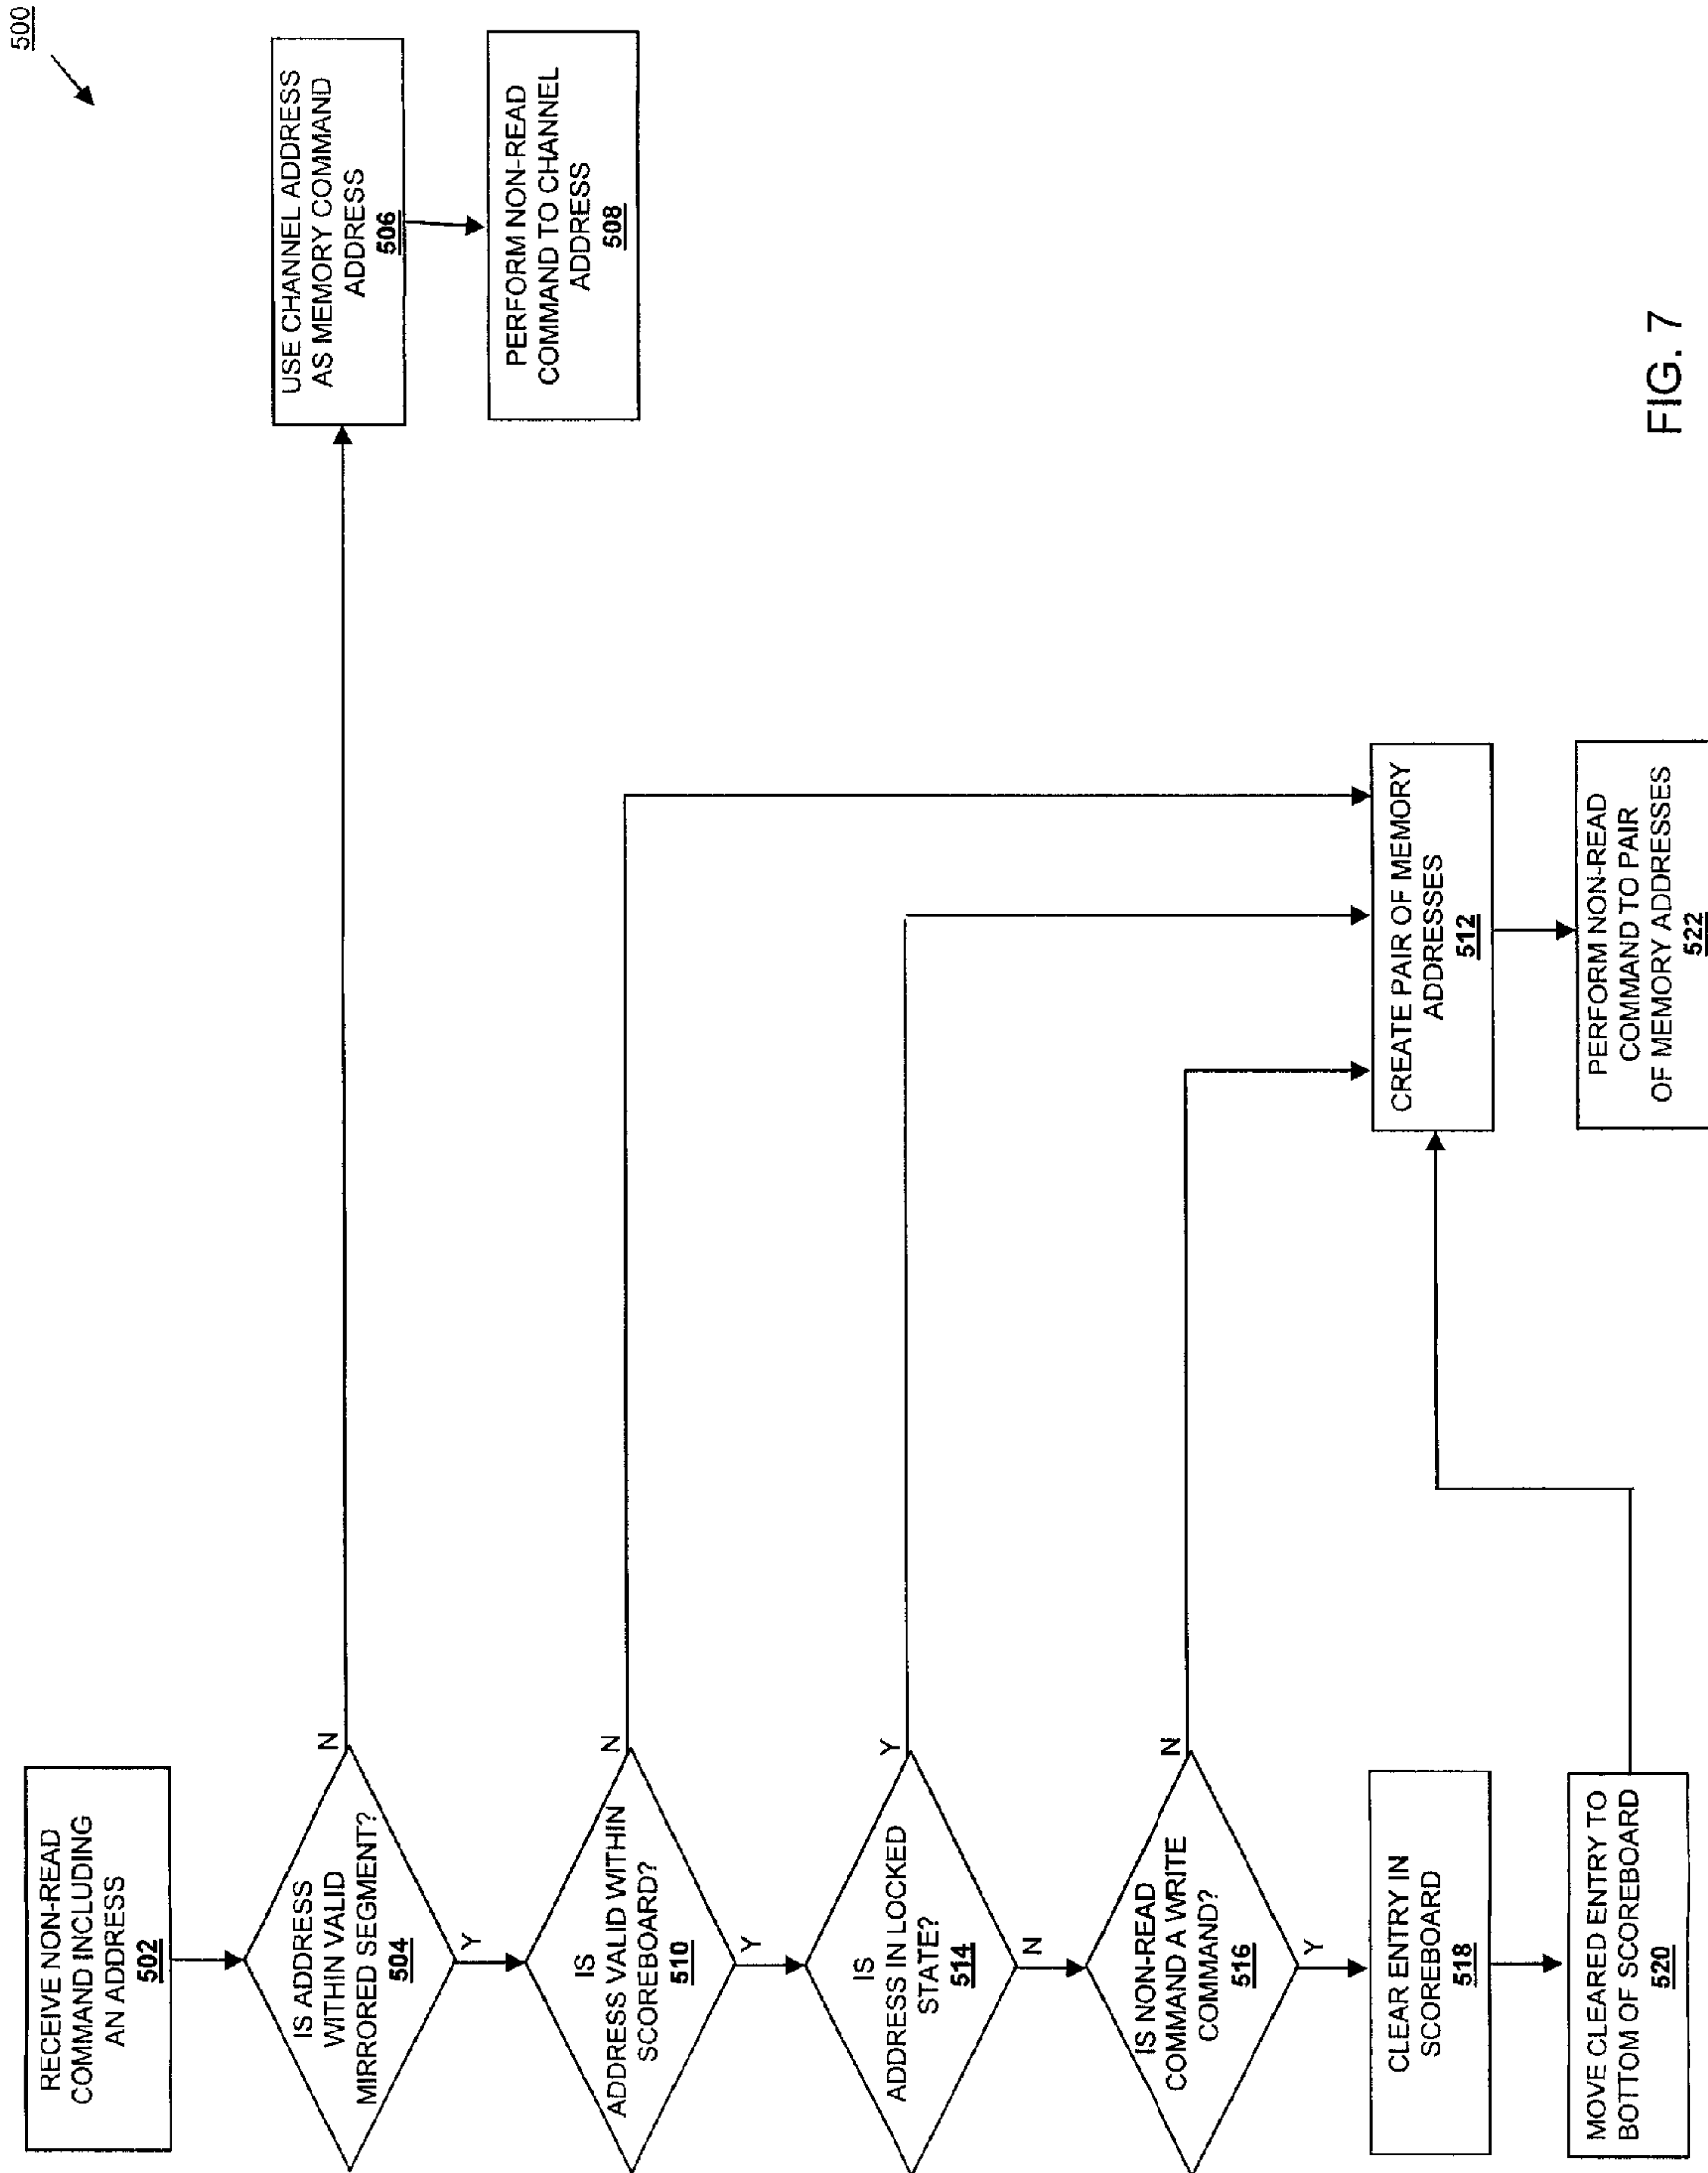 500
RECEIVE NON-READ
COMMAND INCLUDING
AN ADDRESS
502
IS ADDRESS
WITHIN VALID
MIRRORED SEGMENT?
504
N
Y
USE CHANNEL ADDRESS
AS MEMORY COMMAND
ADDRESS
506
PERFORM NON-READ
COMMAND TO CHANNEL
ADDRESS
508
IS
ADDRESS VALID WITHIN
SCOREBOARD?
510
N
Y
IS
ADDRESS IN LOCKED
STATE?
514
Y
N
IS NON-READ
COMMAND A WRITE
COMMAND?
516
N
Y
CLEAR ENTRY IN
SCOREBOARD
518
MOVE CLEARED ENTRY TO
BOTTOM OF SCOREBOARD
520
CREATE PAIR OF MEMORY
ADDRESSES
512
PERFORM NON-READ
COMMAND TO PAIR
OF MEMORY ADDRESSES
522
FIG. 7